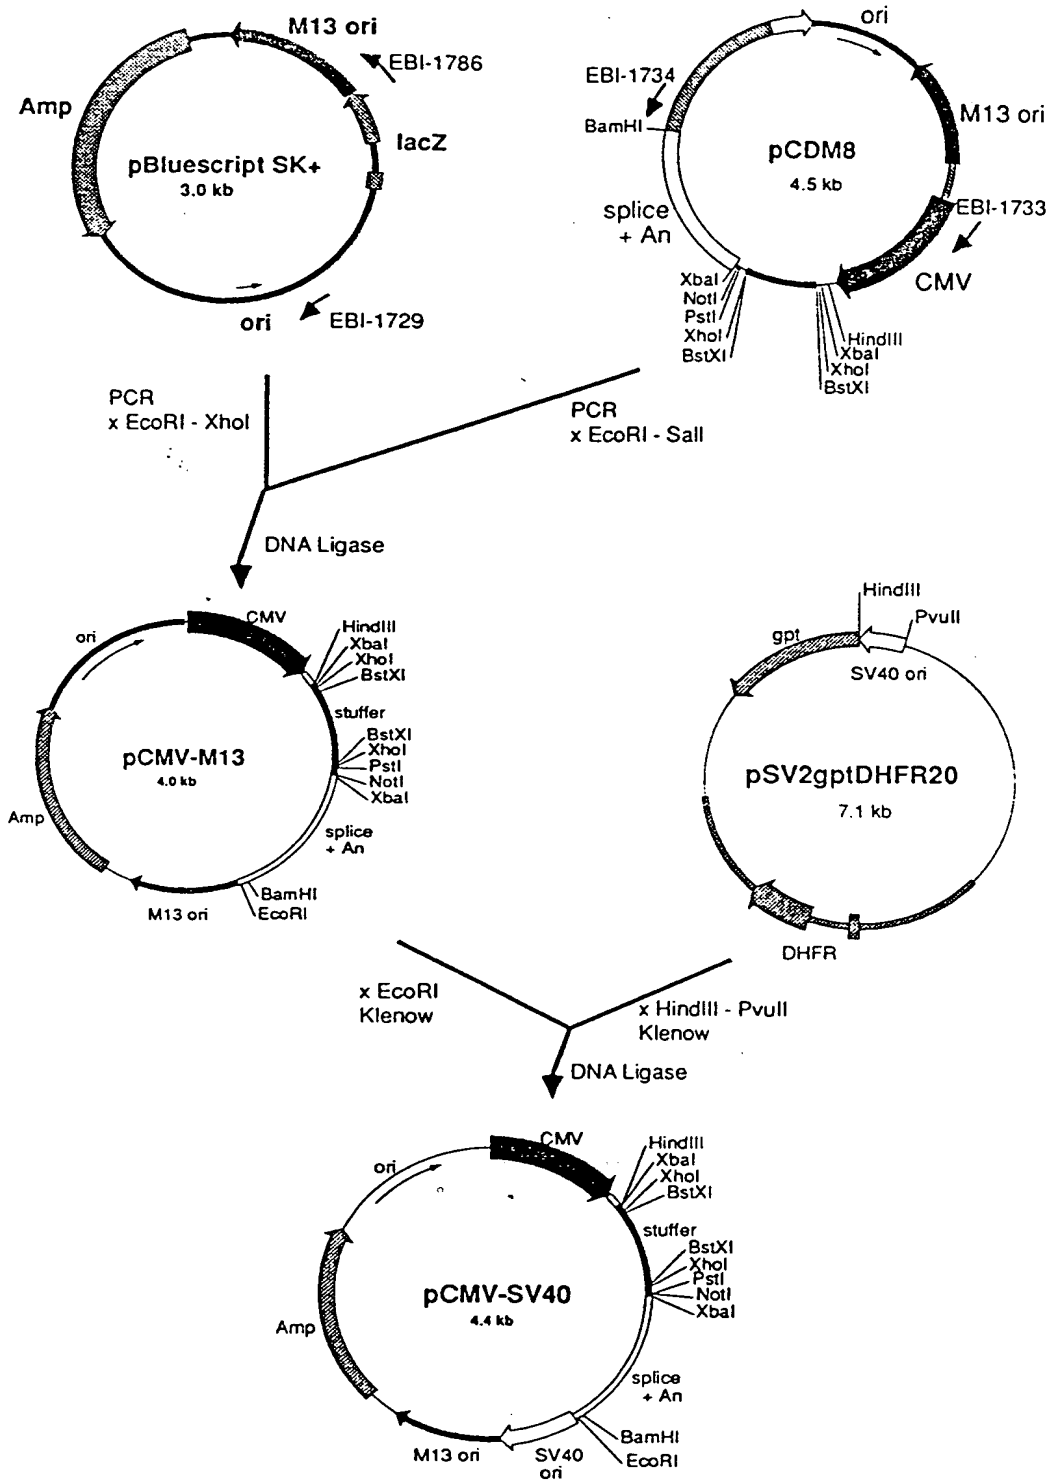 M13 ori
EBI-1786
Amp
lacZ
pBluescript SK+
3.0 kb
ori
EBI-1729
ori
EBI-1734
BamHI
M13 ori
pCDM8
4.5 kb
EBI-1733
splice
+ An
CMV
XbaI
NotI
PstI
XhoI
BstXI
HindIII
XbaI
XhoI
BstXI
PCR
x EcoRI - XhoI
PCR
x EcoRI - SalI
DNA Ligase
CMV
ori
HindIII
XbaI
XhoI
BstXI
stuffer
BstXI
XhoI
PstI
NotI
XbaI
pCMV-M13
4.0 kb
Amp
splice
+ An
BamHI
EcoRI
M13 ori
HindIII
PvuII
gpt
SV40 ori
pSV2gptDHFR20
7.1 kb
DHFR
x EcoRI
Klenow
x HindIII - PvuII
Klenow
DNA Ligase
CMV
ori
HindIII
XbaI
XhoI
BstXI
stuffer
BstXI
XhoI
PstI
NotI
XbaI
pCMV-SV40
4.4 kb
Amp
splice
+ An
BamHI
EcoRI
M13 ori
SV40
ori